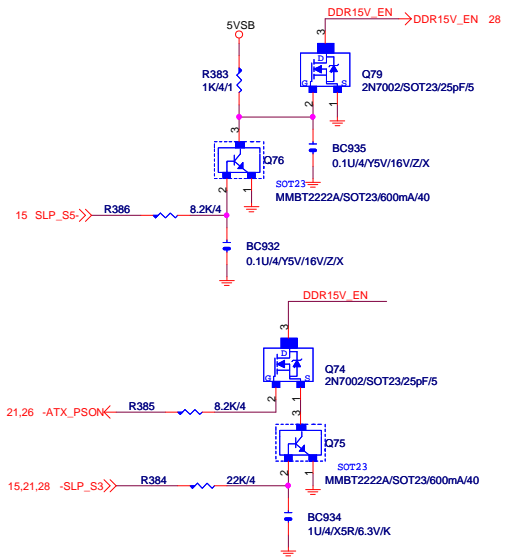 DDR15V_EN
DDR15V_EN 28
5VSB
3
D
G
S
2
1
Q79
2N7002/SOT23/25pF/5
R383
1K/4/1
3
Q76
2
1
SOT23
MMBT2222A/SOT23/600mA/40
BC935
0.1U/4/Y5V/16V/Z/X
15 SLP_S5-
R386
8.2K/4
BC932
0.1U/4/Y5V/16V/Z/X
DDR15V_EN
3
D
G
S
2
1
Q74
2N7002/SOT23/25pF/5
21,26 -ATX_PSON
R385
8.2K/4
3
Q75
2
1
SOT23
MMBT2222A/SOT23/600mA/40
15,21,28 -SLP_S3
R384
22K/4
BC934
1U/4/X5R/6.3V/K